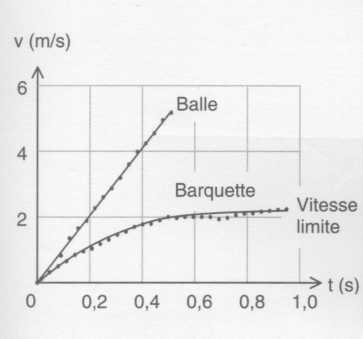 v (m/s)
6
Balle
4
Barquette
Vitesse
limite
2
t (s)
0
0,2
0,4
0,6
0,8
1,0